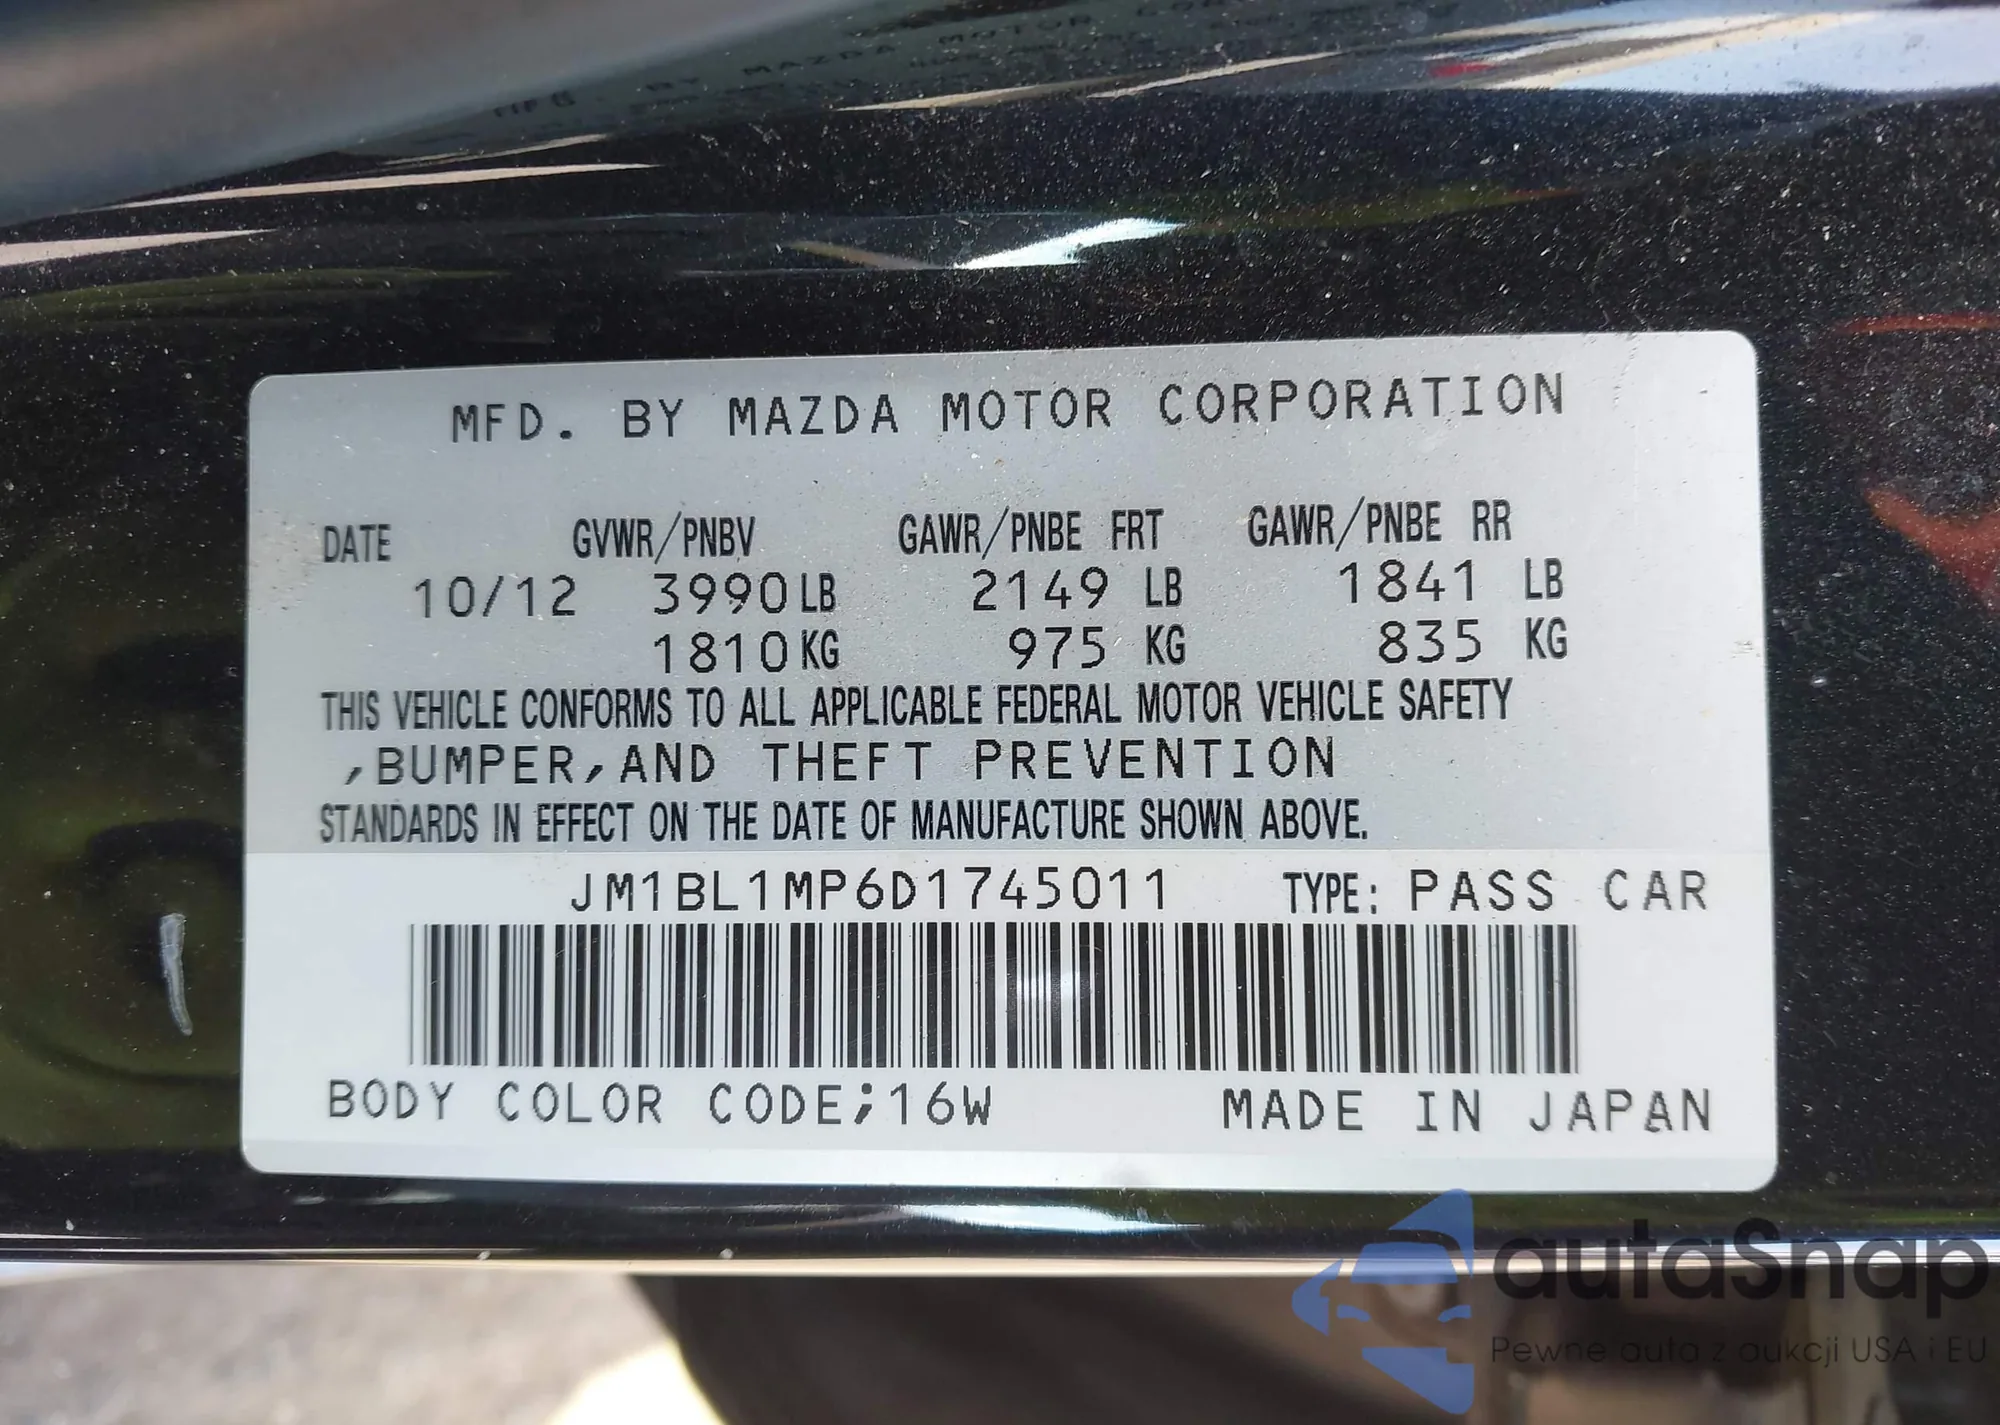 MFD. BY MAZDA MOTOR CORPORATION
DATE GVWR/PNBV GAWR/PNBE FRT GAWR/PNBE RR
10/12 3990LB 2149 LB 1841 LB
1810KG 975 KG 835 KG
THIS VEHICLE CONFORMS TO ALL APPLICABLE FEDERAL MOTOR VEHICLE SAFETY
,BUMPER,AND THEFT PREVENTION
STANDARDS IN EFFECT ON THE DATE OF MANUFACTURE SHOWN ABOVE.
JM1BL1MP6D1745011 TYPE: PASS CAR
BODY COLOR CODE;16W MADE IN JAPAN
autaSnap
Pewne auta z aukcji USA i EU